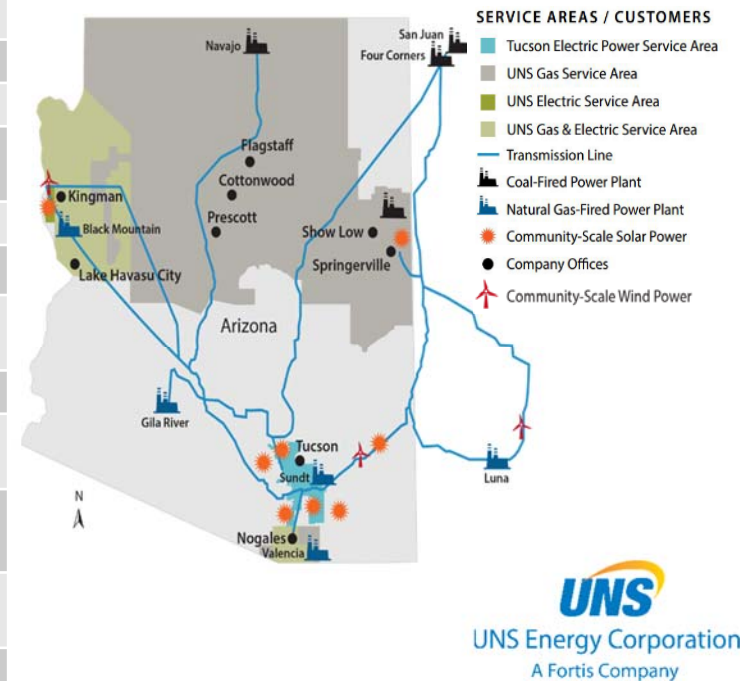 SERVICE AREAS / CUSTOMERS
Tucson Electric Power Service Area
UNS Gas Service Area
UNS Electric Service Area
UNS Gas & Electric Service Area
Transmission Line
Coal-Fired Power Plant
Natural Gas-Fired Power Plant
Community-Scale Solar Power
Company Offices
Community-Scale Wind Power
Navajo
San Juan
Four Corners
Flagstaff
Cottonwood
Kingman
Prescott
Black Mountain
Show Low
Springerville
Lake Havasu City
Arizona
Gila River
Tucson
Sundt
Luna
N
Nogales
Valencia
UNS
UNS Energy Corporation
A Fortis Company